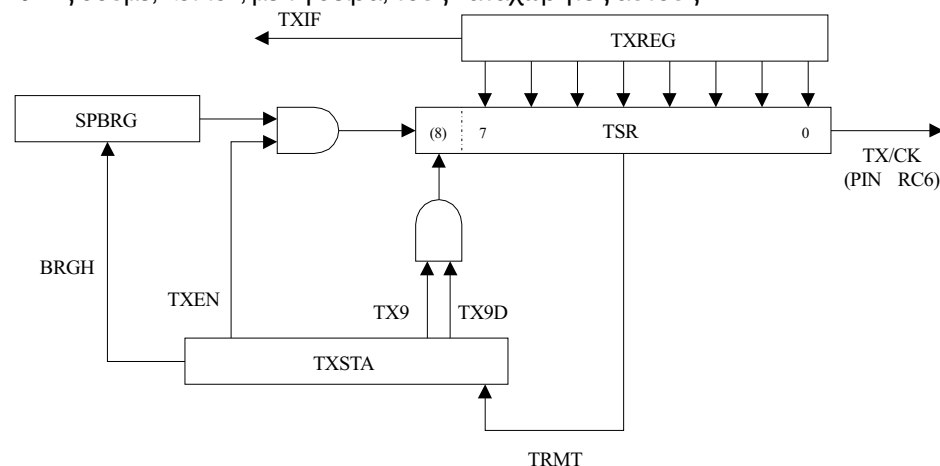 TXIF
TXREG
SPBRG
(8) 7 TSR 0
TX/CK
(PIN RC6)
BRGH
TXEN
TX9 TX9D
TXSTA
TRMT